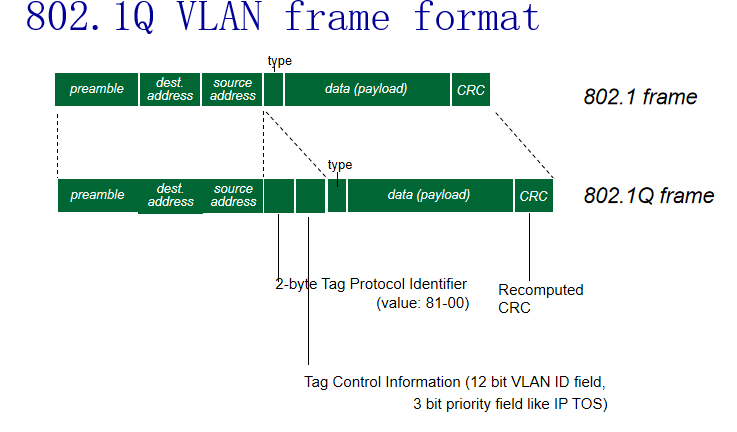 802.1Q VLAN frame format
type
preamble
dest.
address
source
address
data (payload)
CRC
802.1 frame
type
preamble
dest.
address
source
address
data (payload)
CRC
802.1Q frame
2-byte Tag Protocol Identifier
(value: 81-00)
Recomputed
CRC
Tag Control Information (12 bit VLAN ID field,
3 bit priority field like IP TOS)